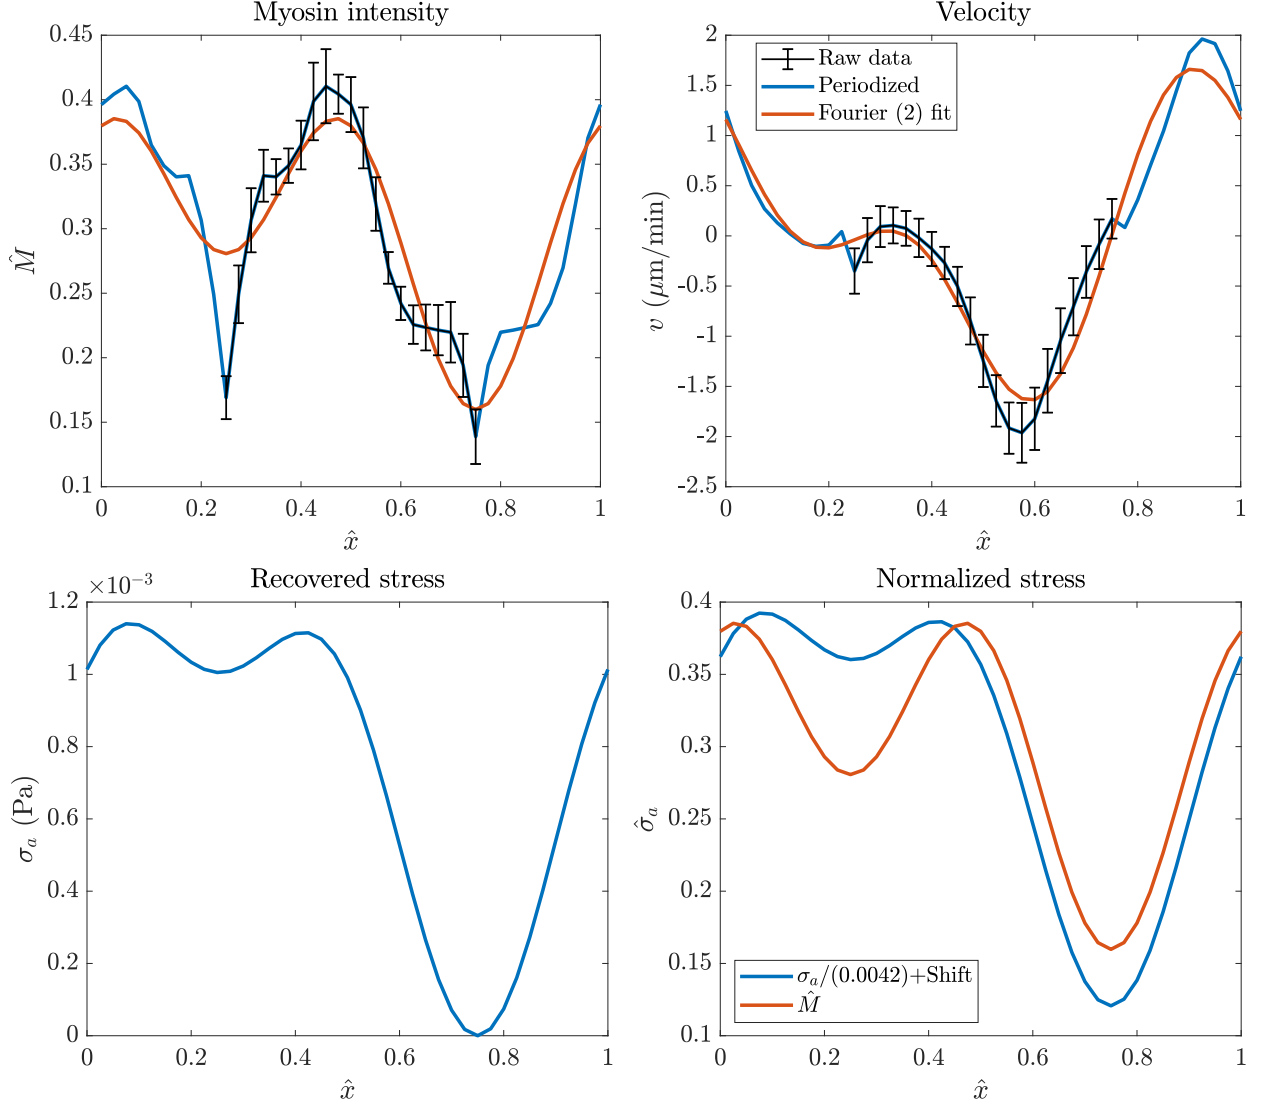 Myosin intensity
0.45
0.4
0.35
0.3
0.25
0.2
0.15
0.1
M̂
0 0.2 0.4 0.6 0.8 1
x̂
Velocity
2
1.5
1
0.5
0
-0.5
-1
-1.5
-2
-2.5
v (μm/min)
Raw data
Periodized
Fourier (2) fit
0 0.2 0.4 0.6 0.8 1
x̂
Recovered stress
×10⁻³
1.2
1
0.8
0.6
0.4
0.2
0
σₐ (Pa)
0 0.2 0.4 0.6 0.8 1
x̂
Normalized stress
0.4
0.35
0.3
0.25
0.2
0.15
0.1
σ̂ₐ
σₐ/(0.0042)+Shift
M̂
0 0.2 0.4 0.6 0.8 1
x̂